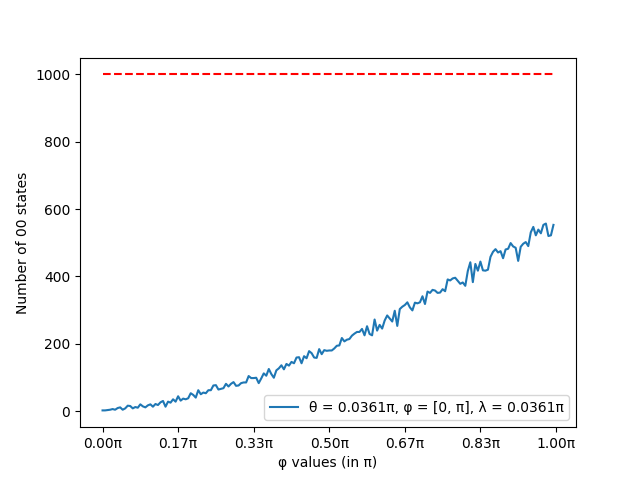 1000
800
600
400
200
0
Number of 00 states
θ = 0.0361π, φ = [0, π], λ = 0.0361π
0.00π 0.17π 0.33π 0.50π 0.67π 0.83π 1.00π
φ values (in π)